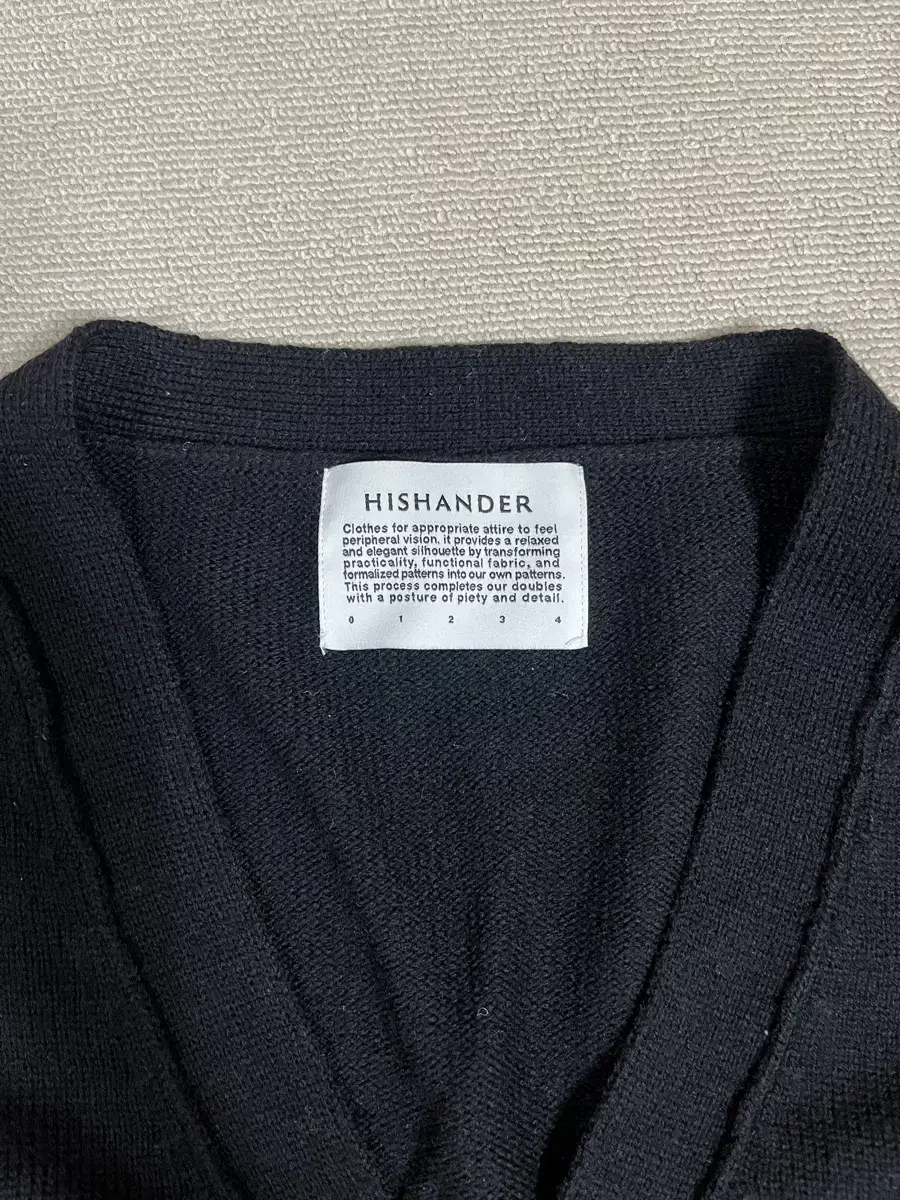 HISHANDER
Clothes for appropriate attire to feel
peripheral vision. it provides a relaxed
and elegant silhouette by transforming
practicality, functional fabric, and
formalized patterns into our own patterns.
This process completes our doubles
with a posture of piety and detail.
0 1 2 3 4